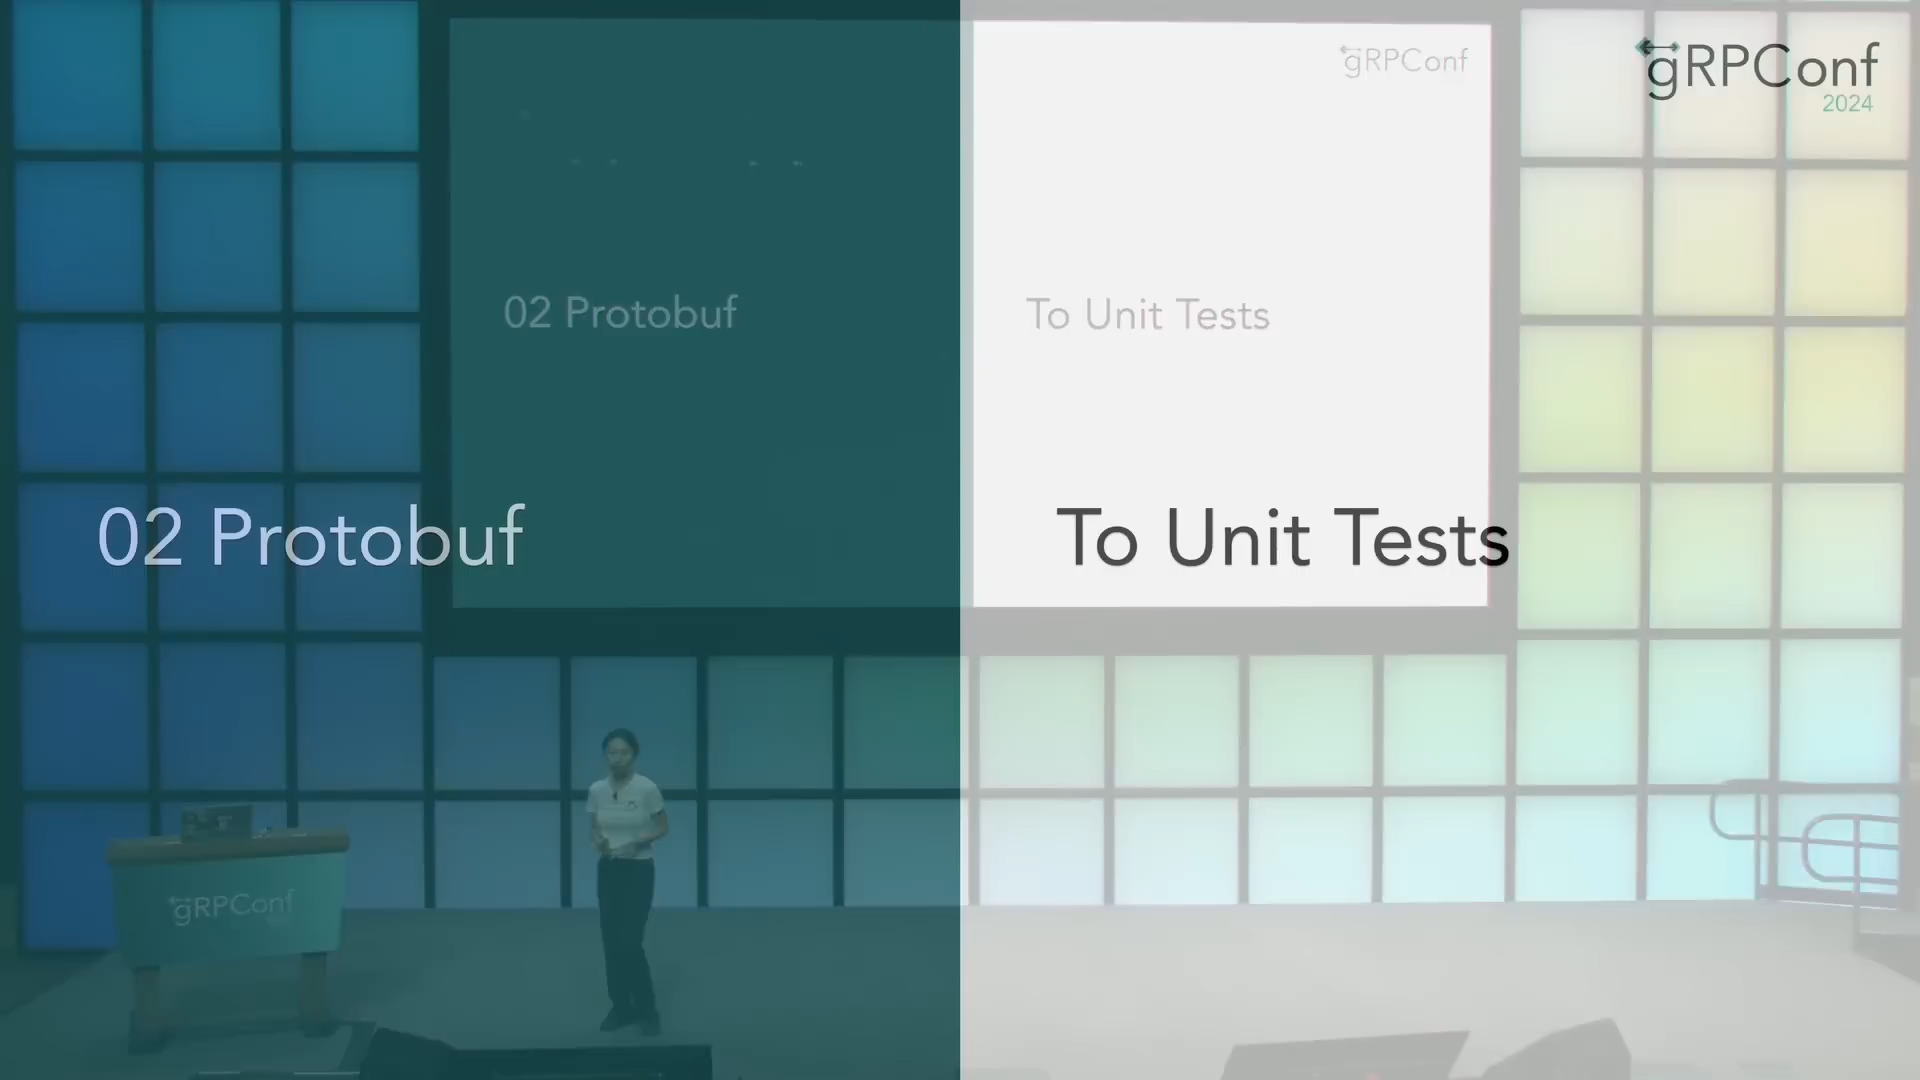 gRPConf
gRPConf
2024
02 Protobuf
To Unit Tests
02 Protobuf
To Unit Tests
gRPConf